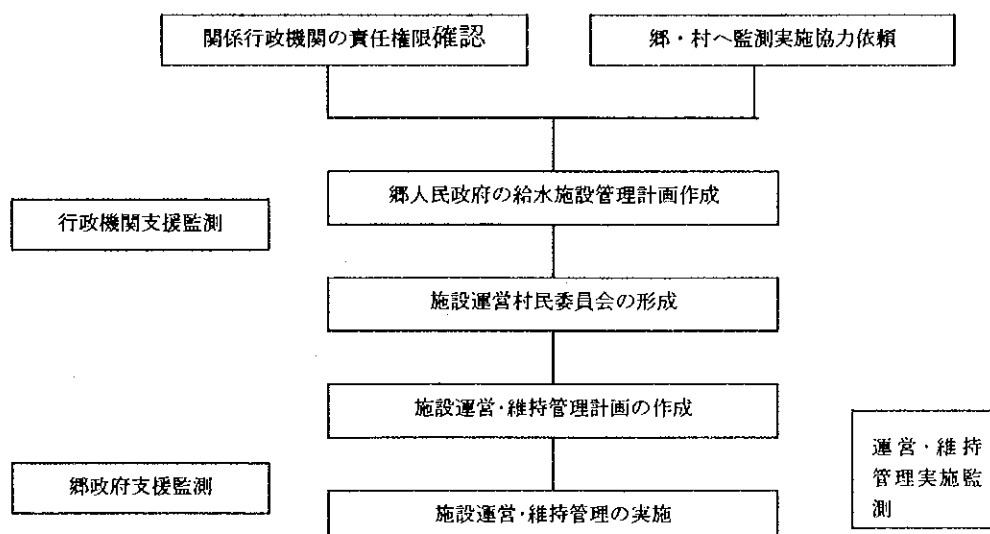 関係行政機関の責任権限確認
郷・村へ監測実施協力依頼
郷人民政府の給水施設管理計画作成
行政機関支援監測
施設運営村民委員会の形成
施設運営・維持管理計画の作成
運営・維持
管理実施監
測
郷政府支援監測
施設運営・維持管理の実施